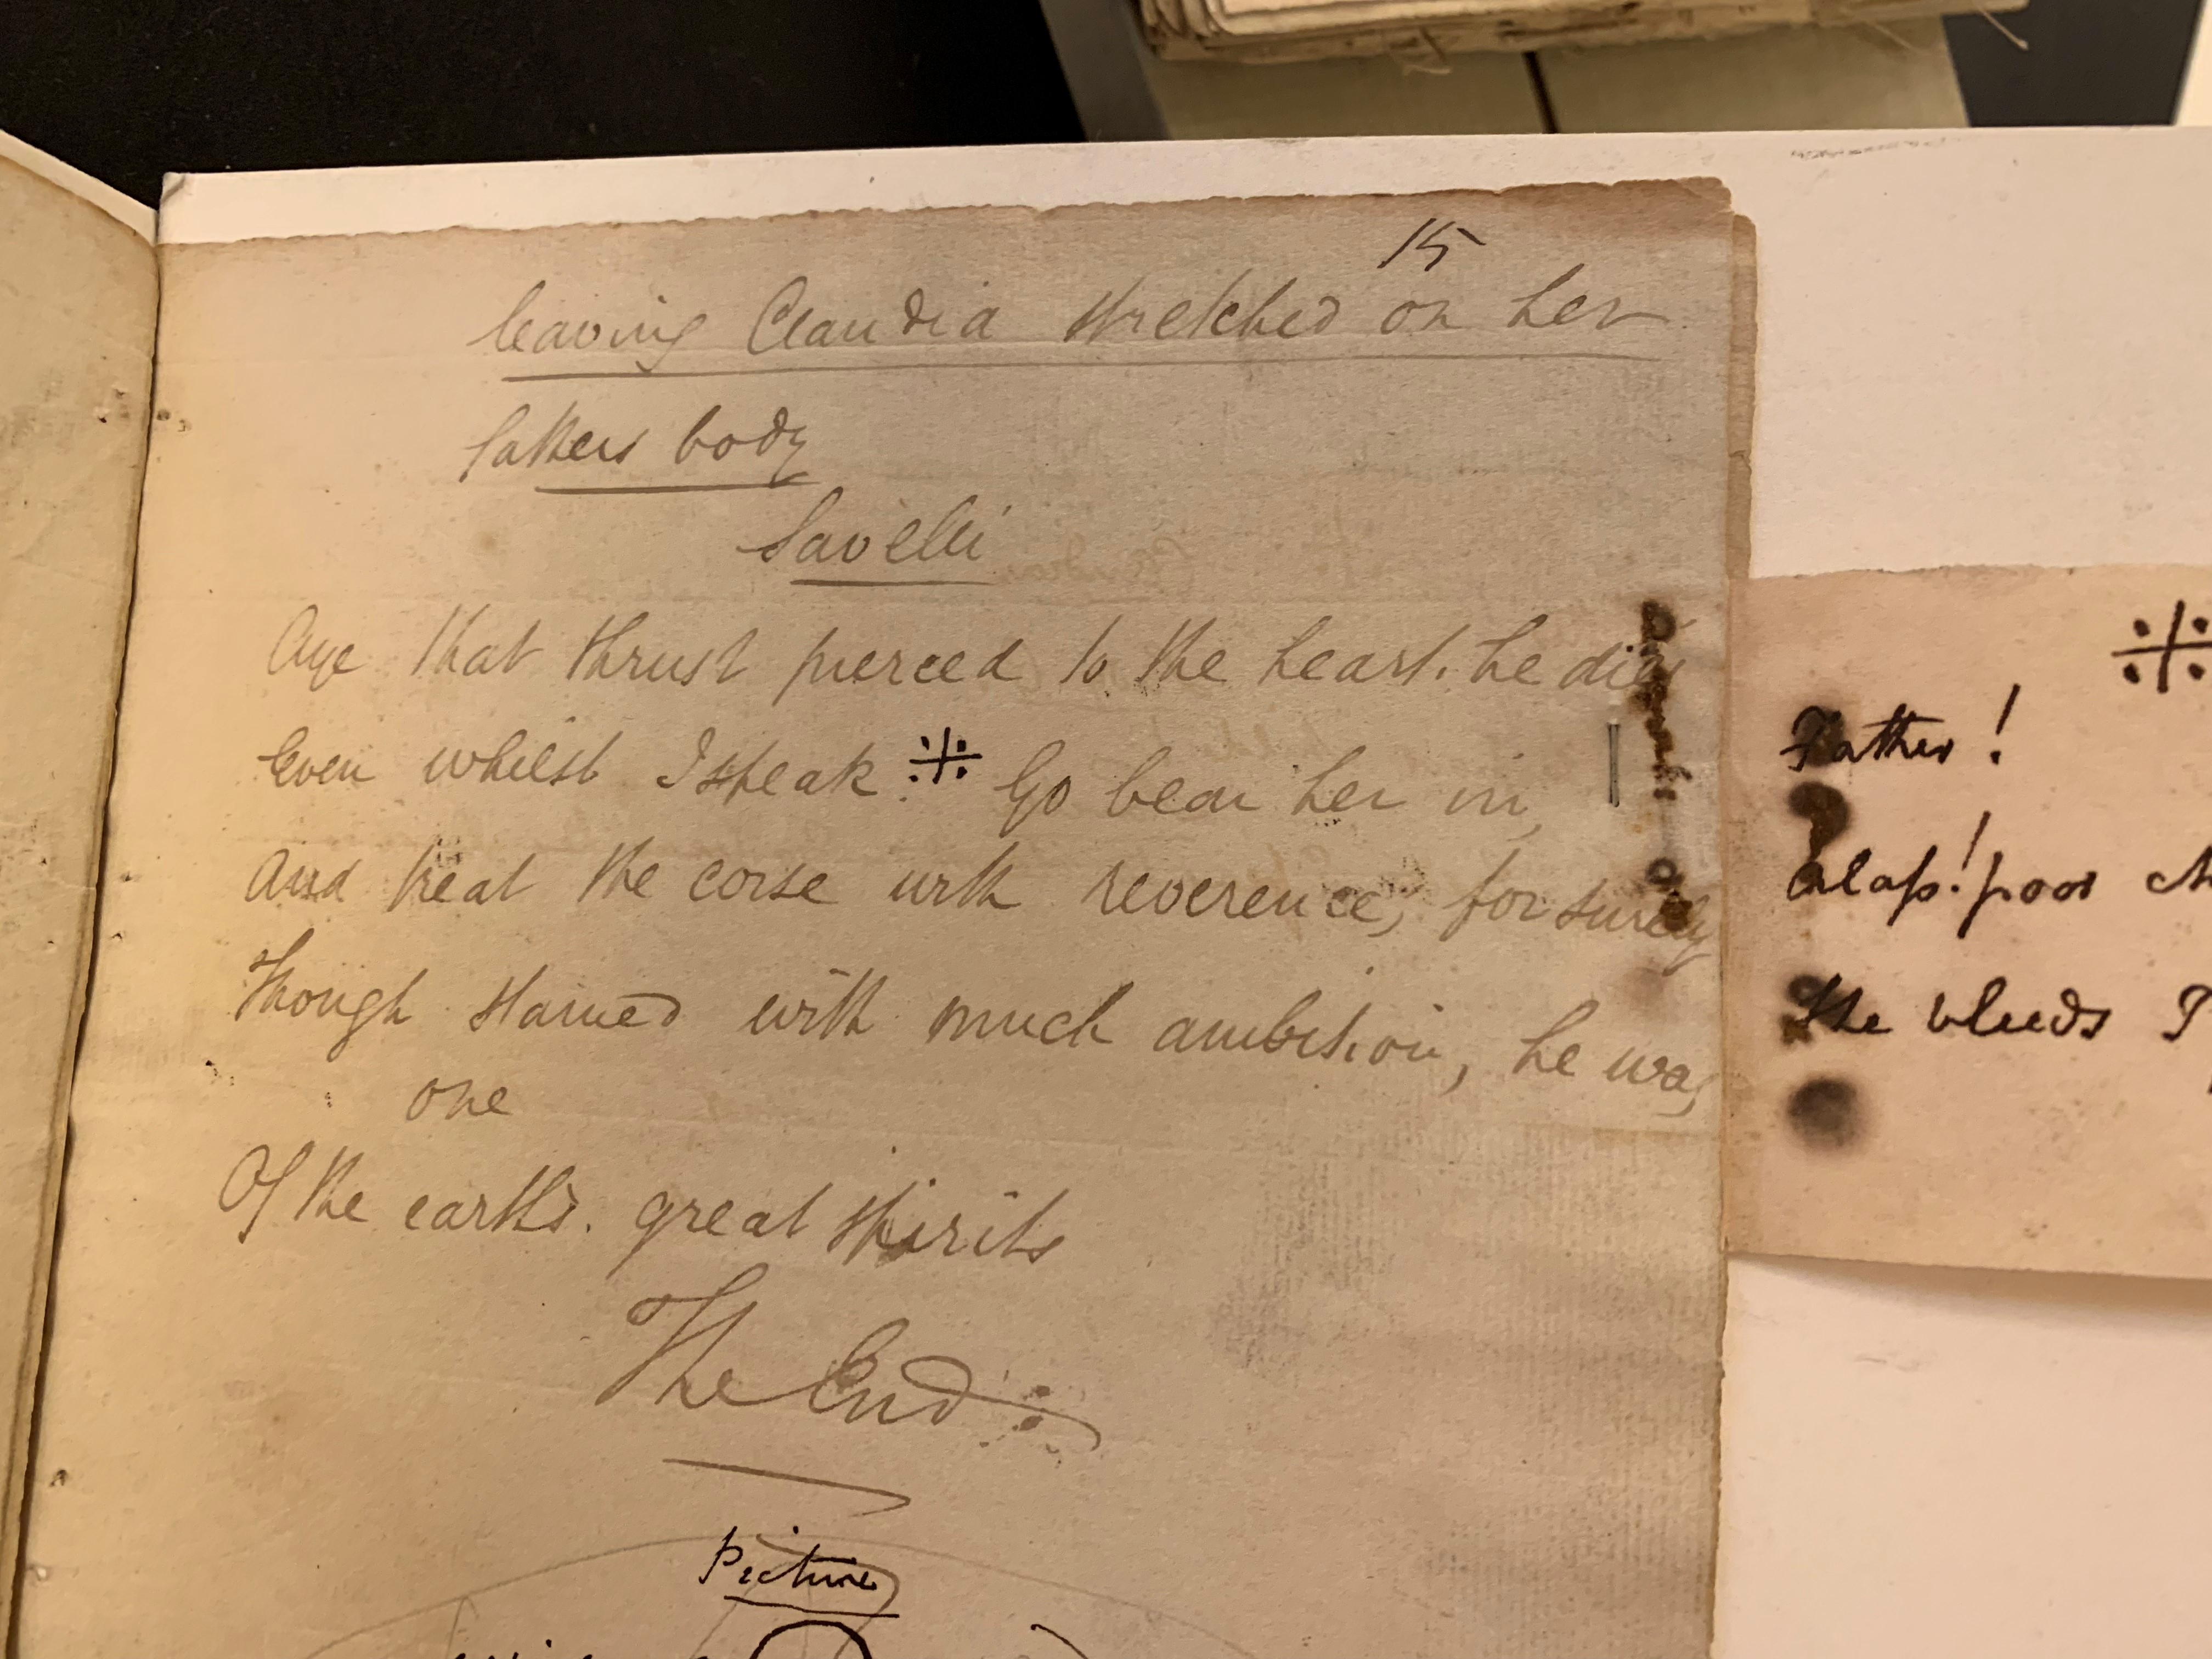 15
leaving Claudia stretched on her
fathers body
Savelli
Aye that thrust pierced to the heart. he dies
Even whilst I speak ※ Go bear her in,
And treat the corse with reverence, for surely
Though stained with much ambition, he was
one
Of the earth's great spirits
The End
Picture
※
Father!
Alas! poor
She bleeds